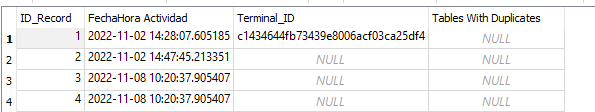 ID_Record FechaHora Actividad Terminal_ID Tables With Duplicates
1 1 2022-11-02 14:28:07.605185 c1434644fb73439e8006acf03ca25df4 NULL
2 2 2022-11-02 14:47:45.213351 NULL NULL
3 3 2022-11-08 10:20:37.905407 NULL NULL
4 4 2022-11-08 10:20:37.905407 NULL NULL